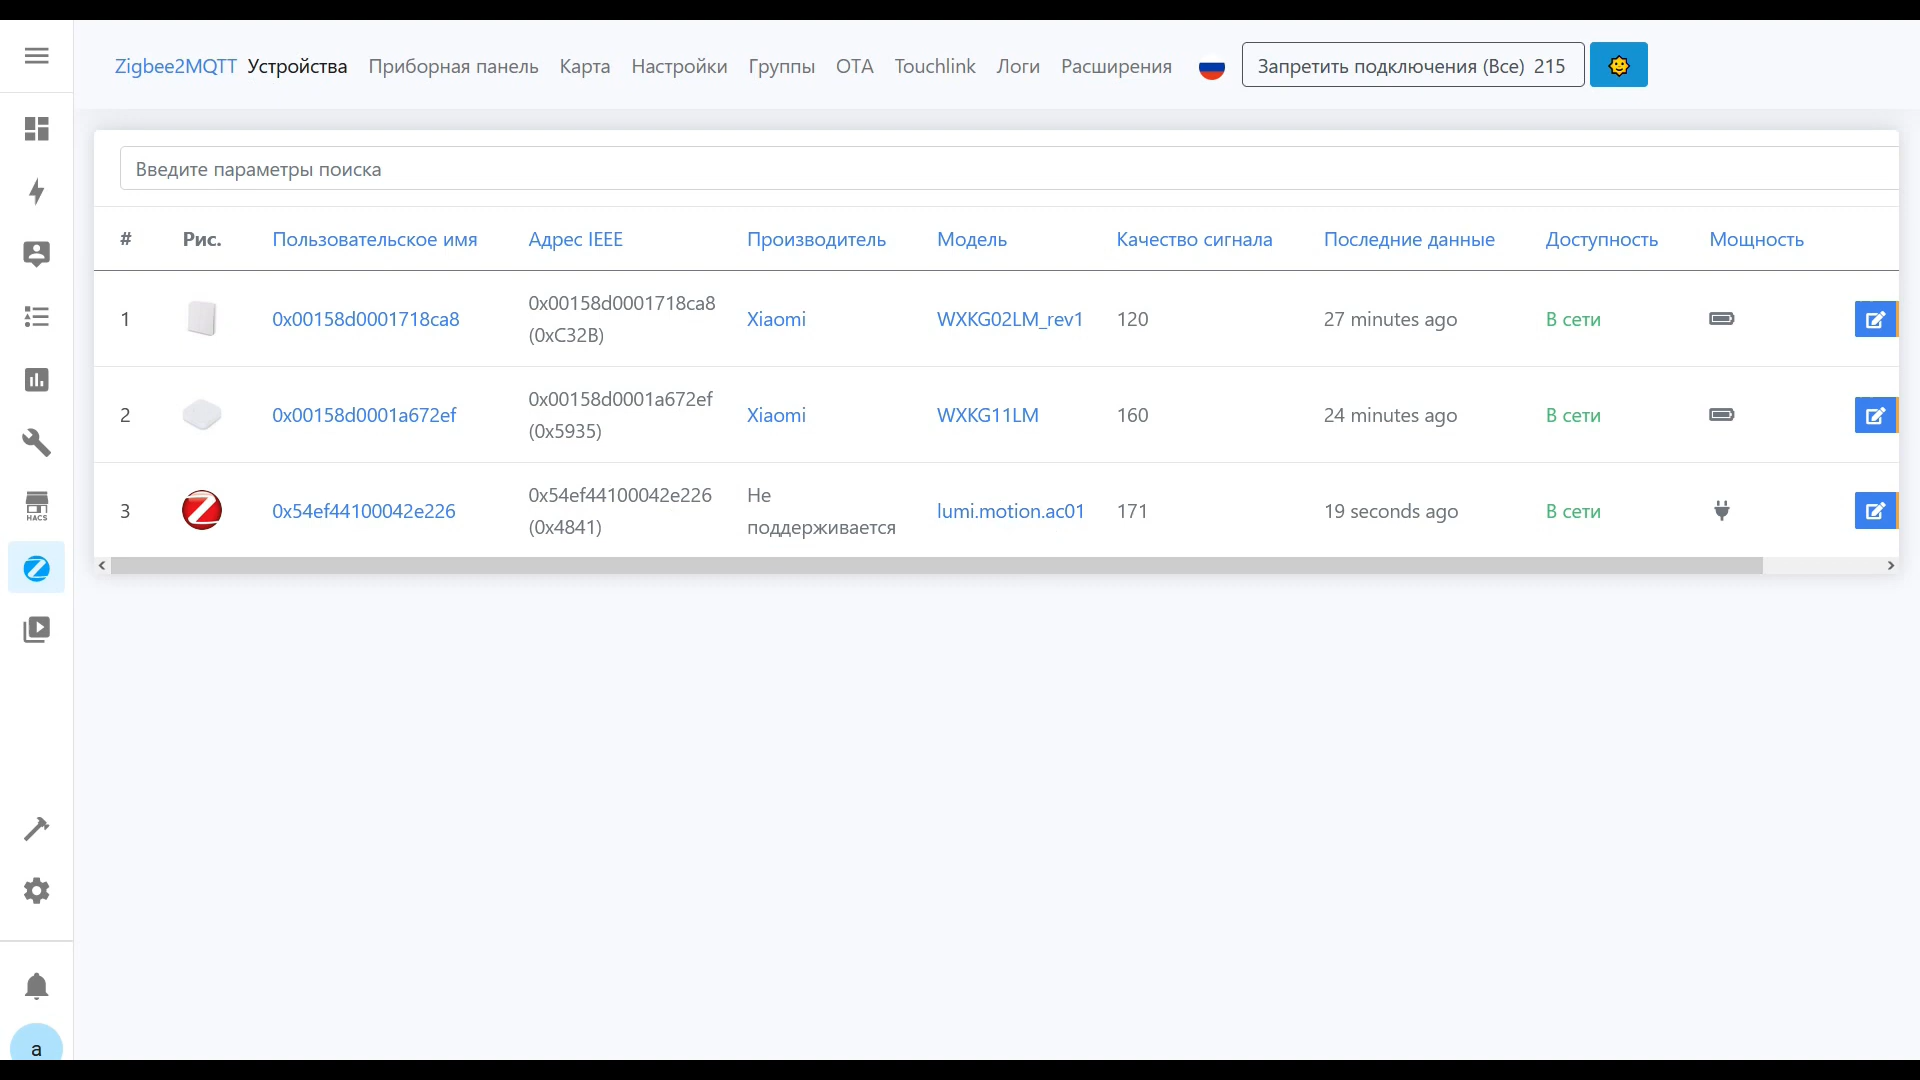 Zigbee2MQTT Устройства Приборная панель Карта Настройки Группы OTA Touchlink Логи Расширения Запретить подключения (Все) 215
Введите параметры поиска
# Рис. Пользовательское имя Адрес IEEE Производитель Модель Качество сигнала Последние данные Доступность Мощность
1 0x00158d0001718ca8 0x00158d0001718ca8 Xiaomi WXKG02LM_rev1 120 27 minutes ago В сети
(0xC32B)
2 0x00158d0001a672ef 0x00158d0001a672ef Xiaomi WXKG11LM 160 24 minutes ago В сети
(0x5935)
3 0x54ef44100042e226 0x54ef44100042e226 Не lumi.motion.ac01 171 19 seconds ago В сети
(0x4841) поддерживается
HACS
a